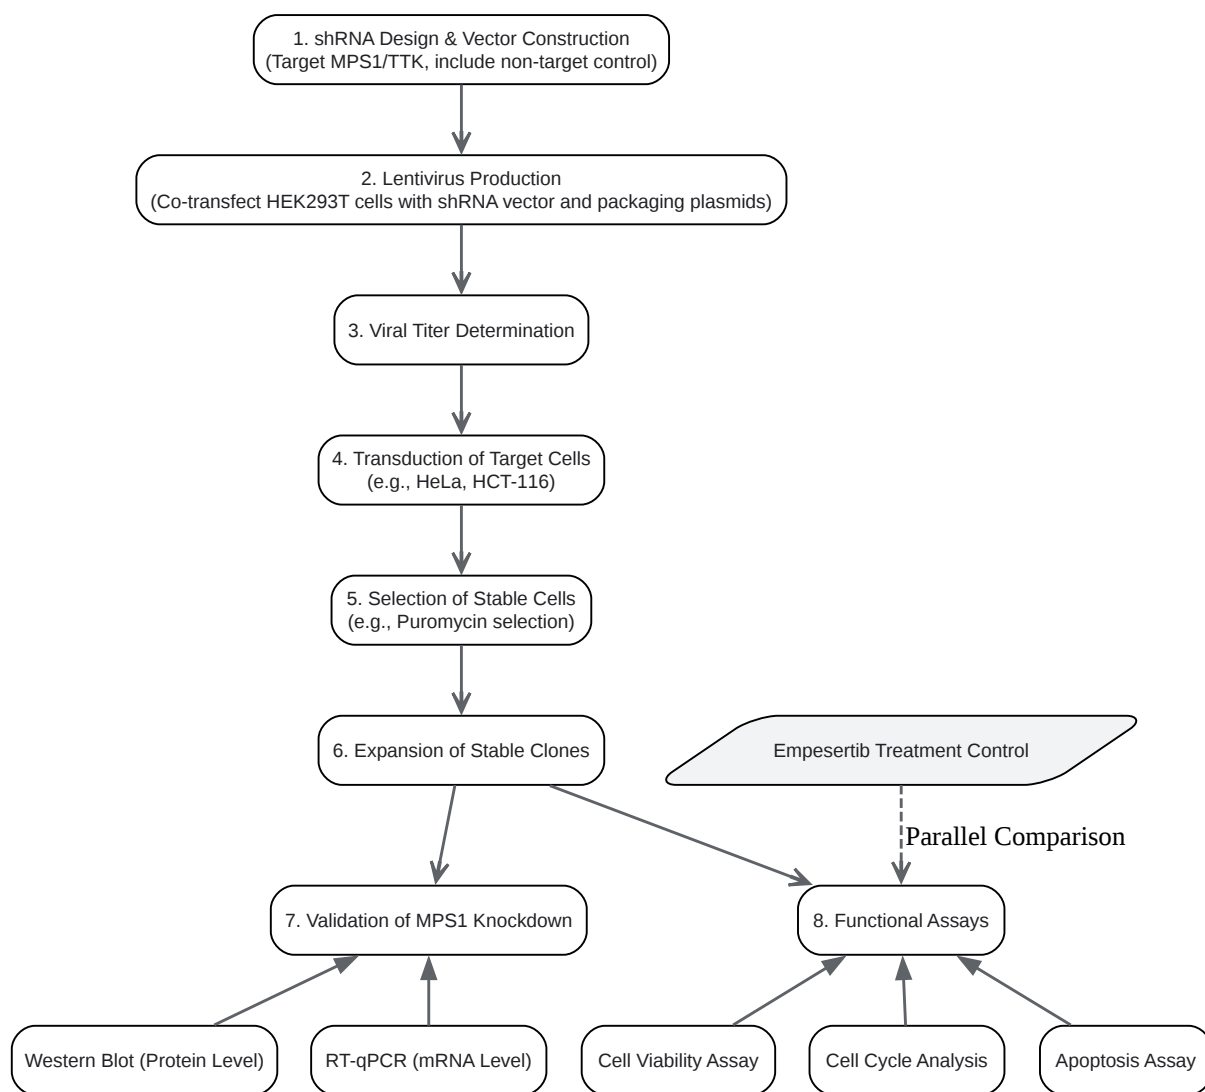 1. shRNA Design & Vector Construction
(Target MPS1/TTK, include non-target control)
2. Lentivirus Production
(Co-transfect HEK293T cells with shRNA vector and packaging plasmids)
3. Viral Titer Determination
4. Transduction of Target Cells
(e.g., HeLa, HCT-116)
5. Selection of Stable Cells
(e.g., Puromycin selection)
6. Expansion of Stable Clones
Empesertib Treatment Control
Parallel Comparison
7. Validation of MPS1 Knockdown
8. Functional Assays
Western Blot (Protein Level)
RT-qPCR (mRNA Level)
Cell Viability Assay
Cell Cycle Analysis
Apoptosis Assay